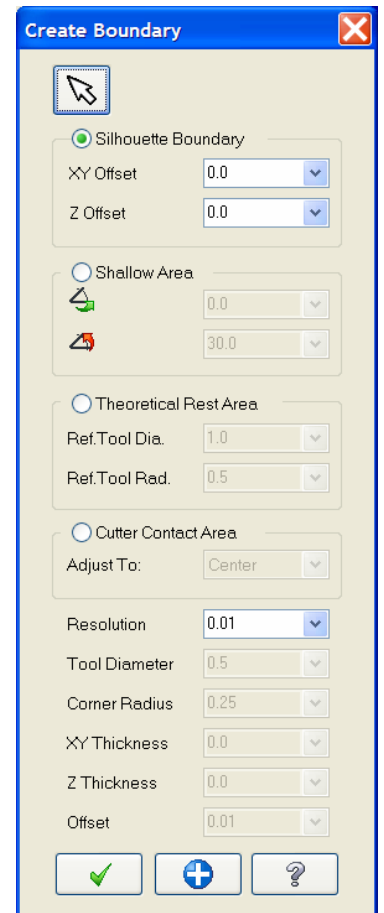 Create Boundary
Silhouette Boundary
XY Offset 0.0
Z Offset 0.0
Shallow Area
0.0
30.0
Theoretical Rest Area
Ref.Tool Dia. 1.0
Ref.Tool Rad. 0.5
Cutter Contact Area
Adjust To: Center
Resolution 0.01
Tool Diameter 0.5
Corner Radius 0.25
XY Thickness 0.0
Z Thickness 0.0
Offset 0.01